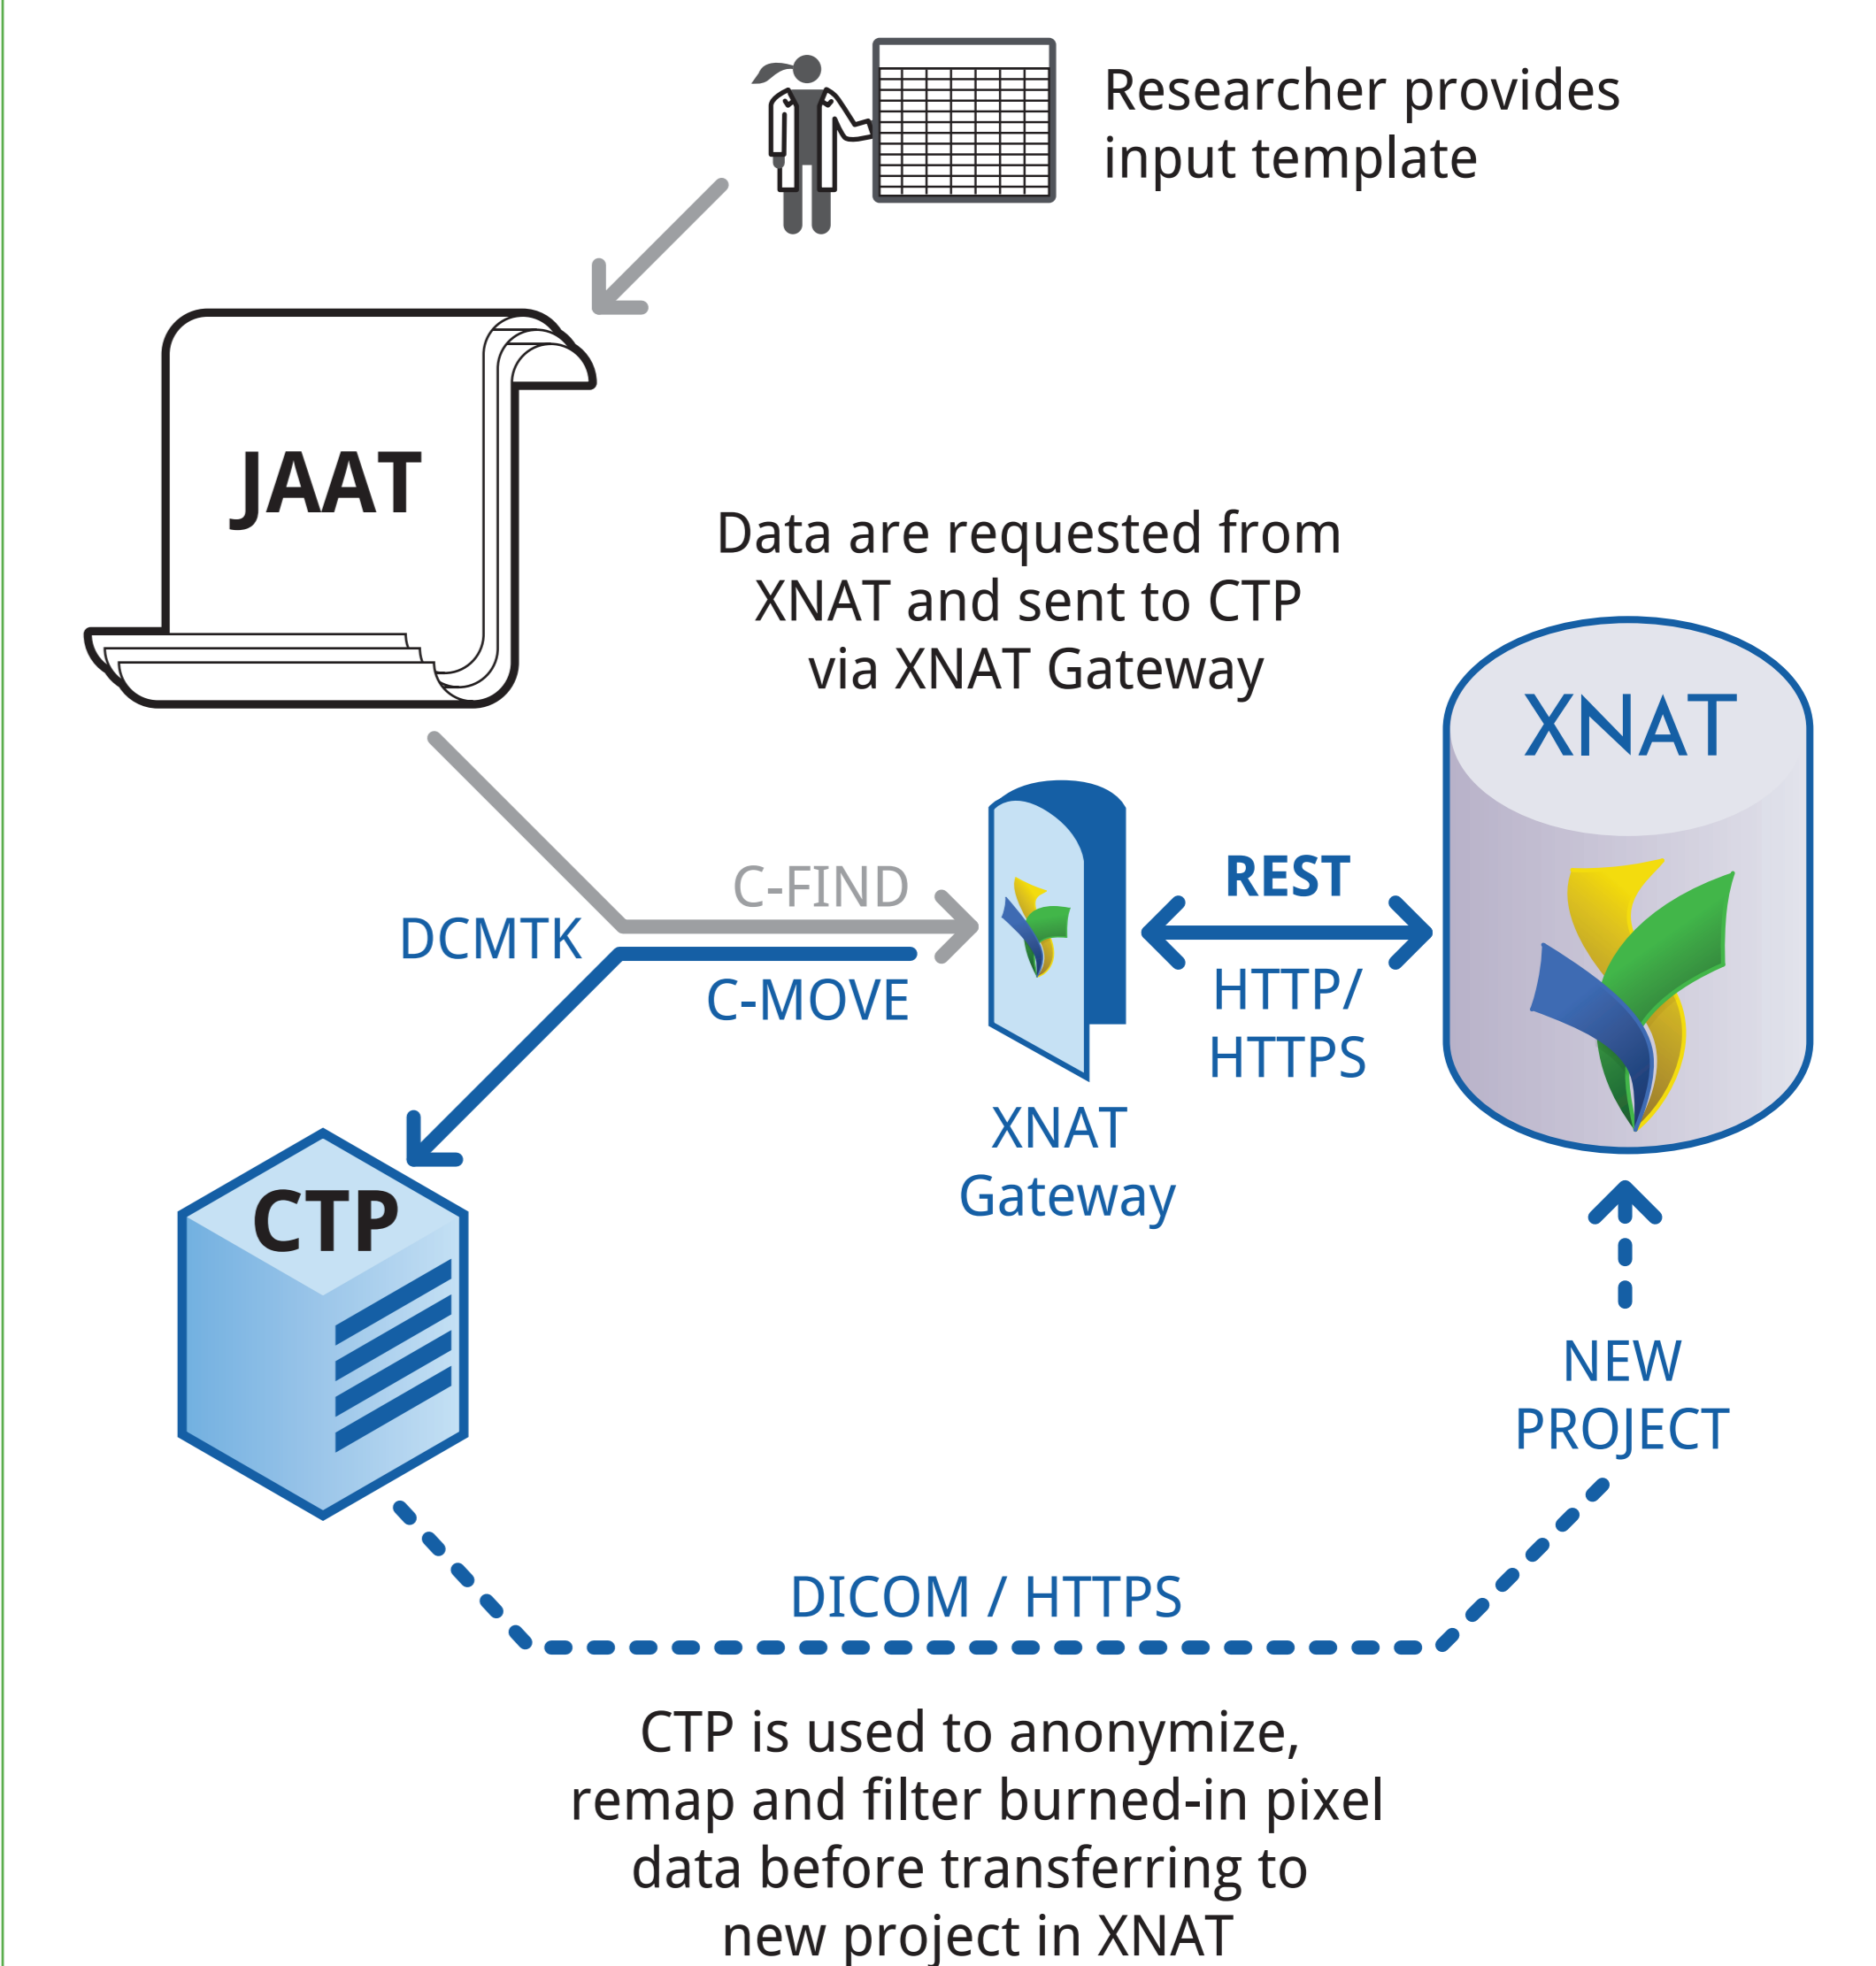 Researcher provides
input template
JAAT
Data are requested from
XNAT and sent to CTP
via XNAT Gateway
XNAT
C-FIND
DCMTK
C-MOVE
REST
HTTP/
HTTPS
XNAT
Gateway
CTP
NEW
PROJECT
DICOM / HTTPS
CTP is used to anonymize,
remap and filter burned-in pixel
data before transferring to
new project in XNAT